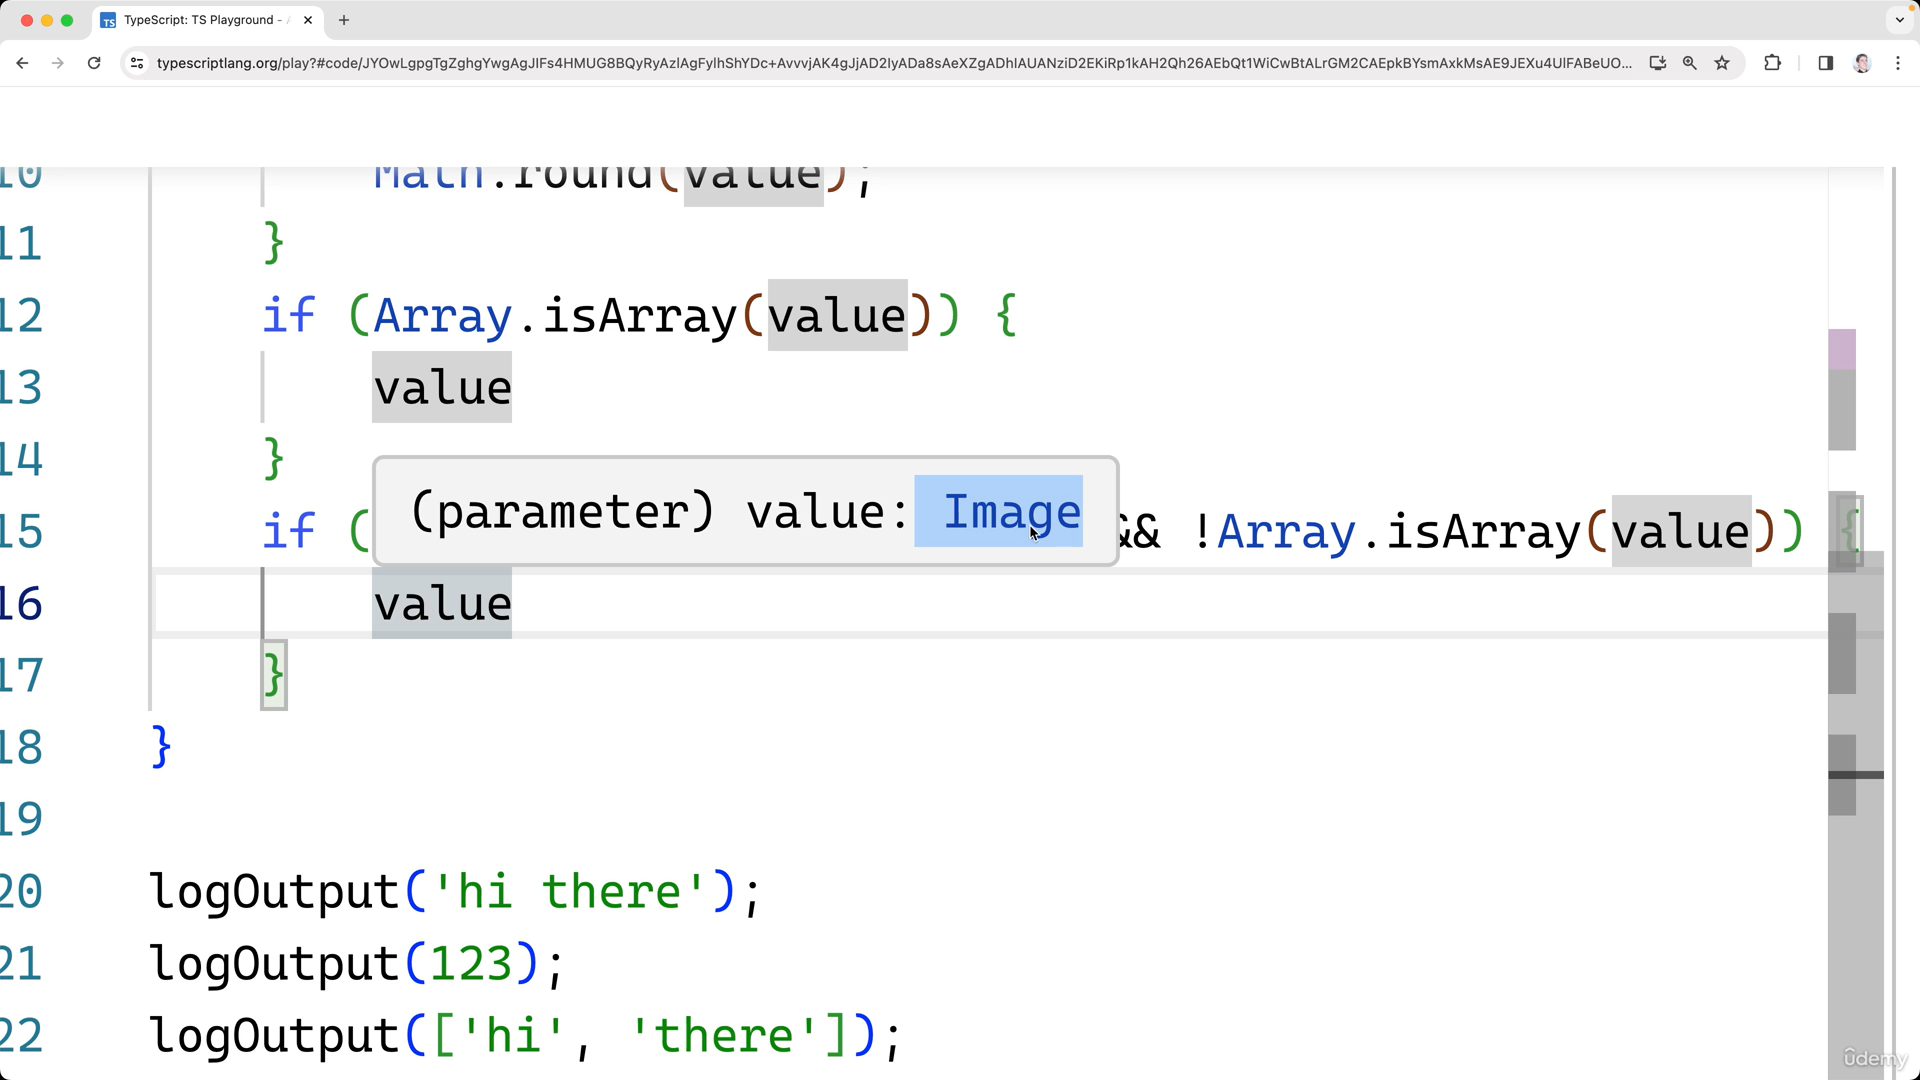 TypeScript: TS Playground -
typescriptlang.org/play?#code/JYOwLgpgTgZghgYwgAgJIFs4HMUG8BQyRyAzlAgFylhShYDc+AvvvjAK4gJjAD2IyADa8sAeXZgADhIAUANziD2EKiRp1kAH2Qh26AEbQt1WiCwBtALrGM2CAEpkBYsmAxkMsAE9JEXu4UlFABeUO...
10 Math.round(value);
11 }
12 if (Array.isArray(value)) {
13 value
14 }
(parameter) value: Image
15 if ( && !Array.isArray(value)) {
16 value
17 }
18 }
19
20 logOutput('hi there');
21 logOutput(123);
22 logOutput(['hi', 'there']);
ûdemy